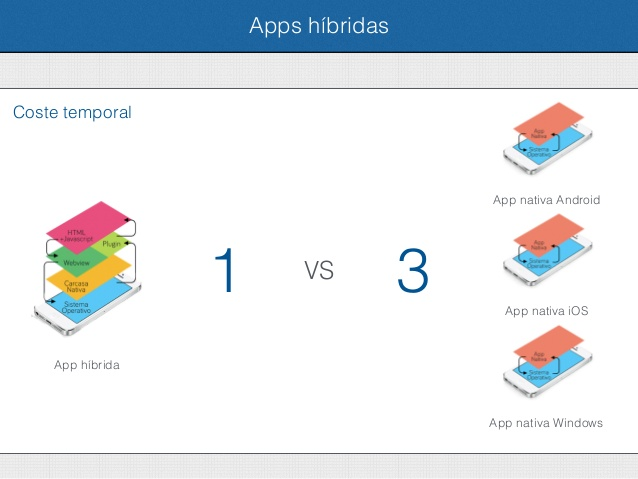 Apps híbridas
Coste temporal
HTML
+Javascript
Plugin
Webview
Carcasa
Nativa
Sistema
Operativo
App híbrida
1
VS
3
App
Nativa
Sistema
Operativo
App nativa Android
App
Nativa
Sistema
Operativo
App nativa iOS
App
Nativa
Sistema
Operativo
App nativa Windows